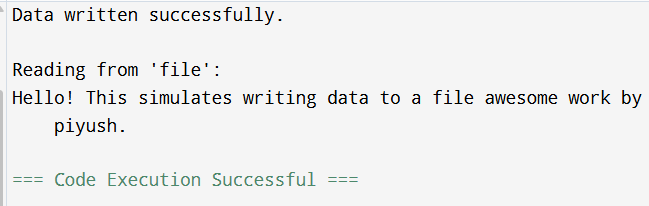 Data written successfully.
Reading from 'file':
Hello! This simulates writing data to a file awesome work by
piyush.
=== Code Execution Successful ===